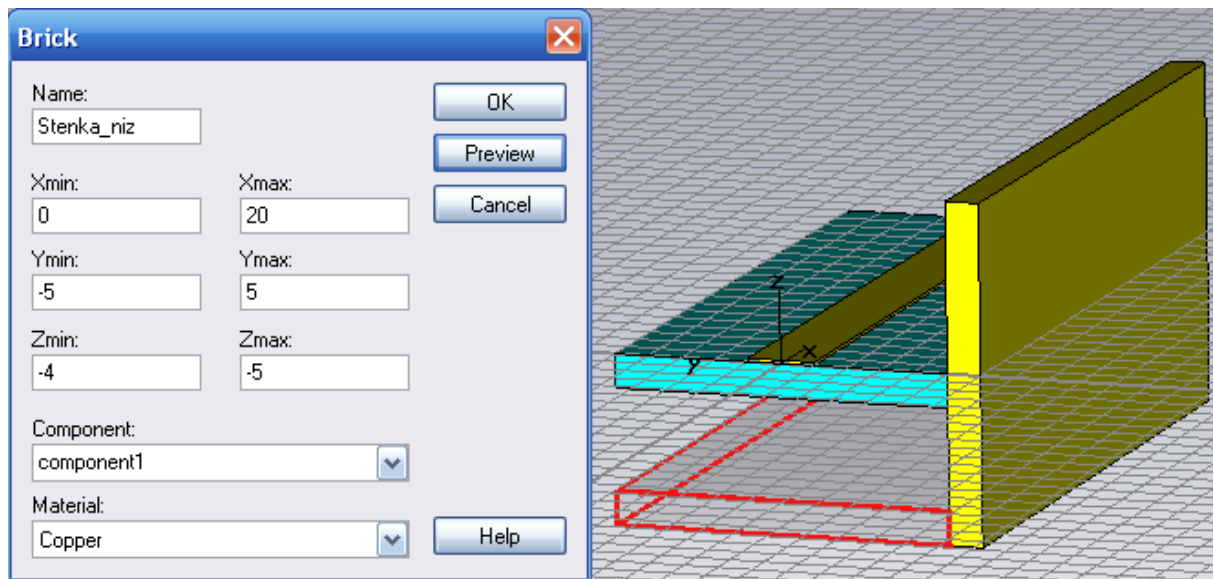 Brick
Name:
Stenka_niz
OK
Preview
Cancel
Xmin:
Xmax:
0
20
Ymin:
Ymax:
-5
5
Zmin:
Zmax:
-4
-5
Component:
component1
Material:
Copper
Help
z
x
y